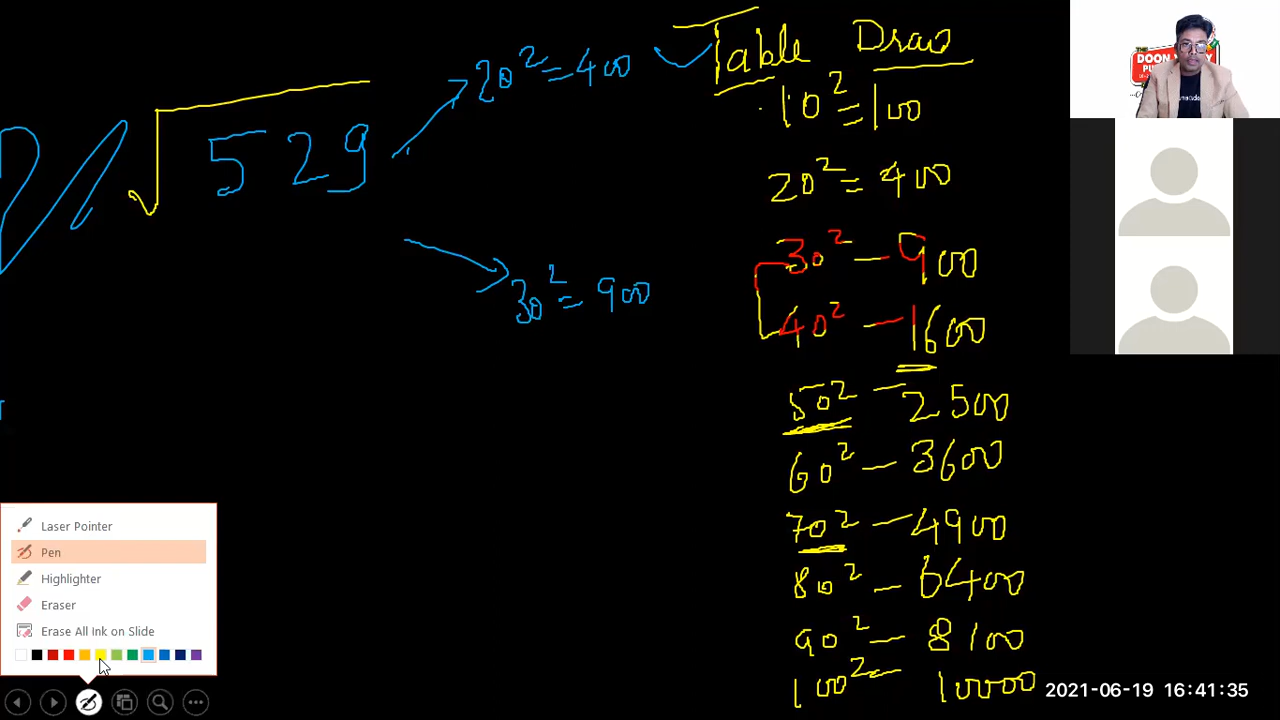 Table Draw
20² = 400
10² = 100
√529
20² = 400
30² = 900
30² — 900
40² — 1600
50² — 2500
60² — 3600
70² — 4900
80² — 6400
90² — 8100
100² = 10000
THE
DOON
Laser Pointer
Pen
Highlighter
Eraser
Erase All Ink on Slide
2021-06-19 16:41:35